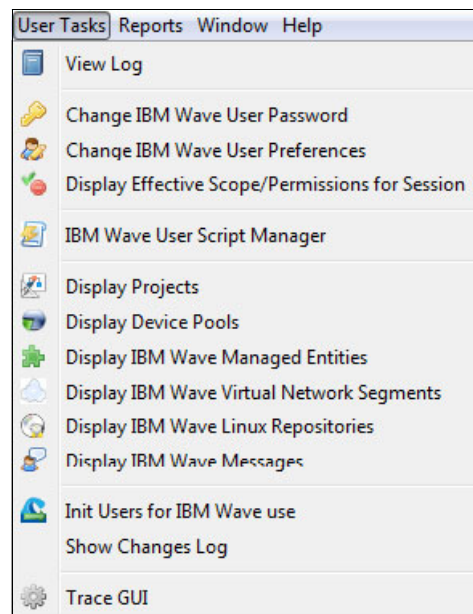 User Tasks Reports Window Help
View Log
Change IBM Wave User Password
Change IBM Wave User Preferences
Display Effective Scope/Permissions for Session
IBM Wave User Script Manager
Display Projects
Display Device Pools
Display IBM Wave Managed Entities
Display IBM Wave Virtual Network Segments
Display IBM Wave Linux Repositories
Display IBM Wave Messages
Init Users for IBM Wave use
Show Changes Log
Trace GUI